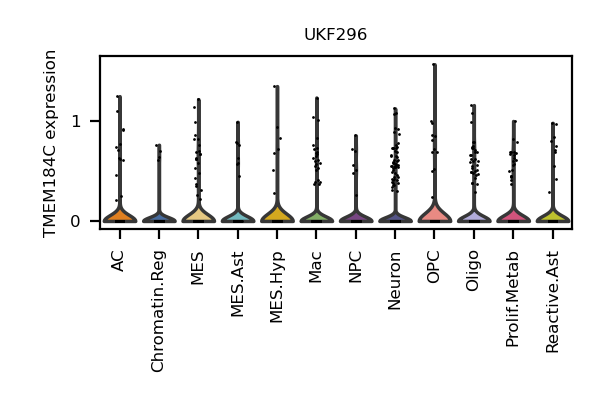 UKF296
TMEM184C expression
1
0
AC
Chromatin.Reg
MES
MES.Ast
MES.Hyp
Mac
NPC
Neuron
OPC
Oligo
Prolif.Metab
Reactive.Ast